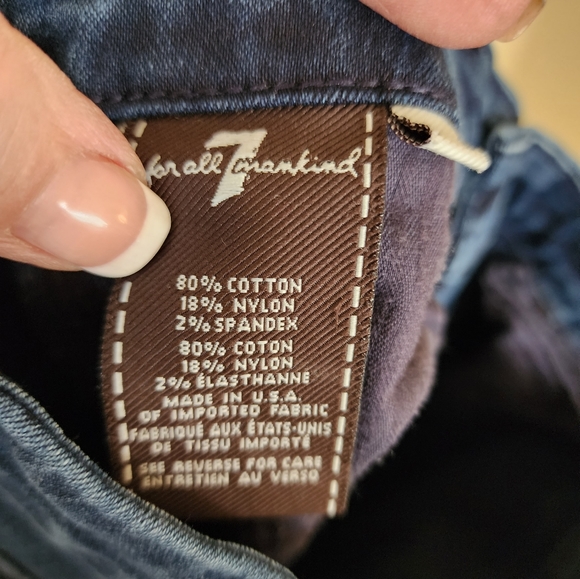 for all 7 mankind
80% COTTON
18% NYLON
2% SPANDEX
80% COTON
18% NYLON
2% ÉLASTHANNE
MADE IN U.S.A.
OF IMPORTED FABRIC
FABRIQUÉ AUX ÉTATS-UNIS
DE TISSU IMPORTÉ
SEE REVERSE FOR CARE
ENTRETIEN AU VERSO